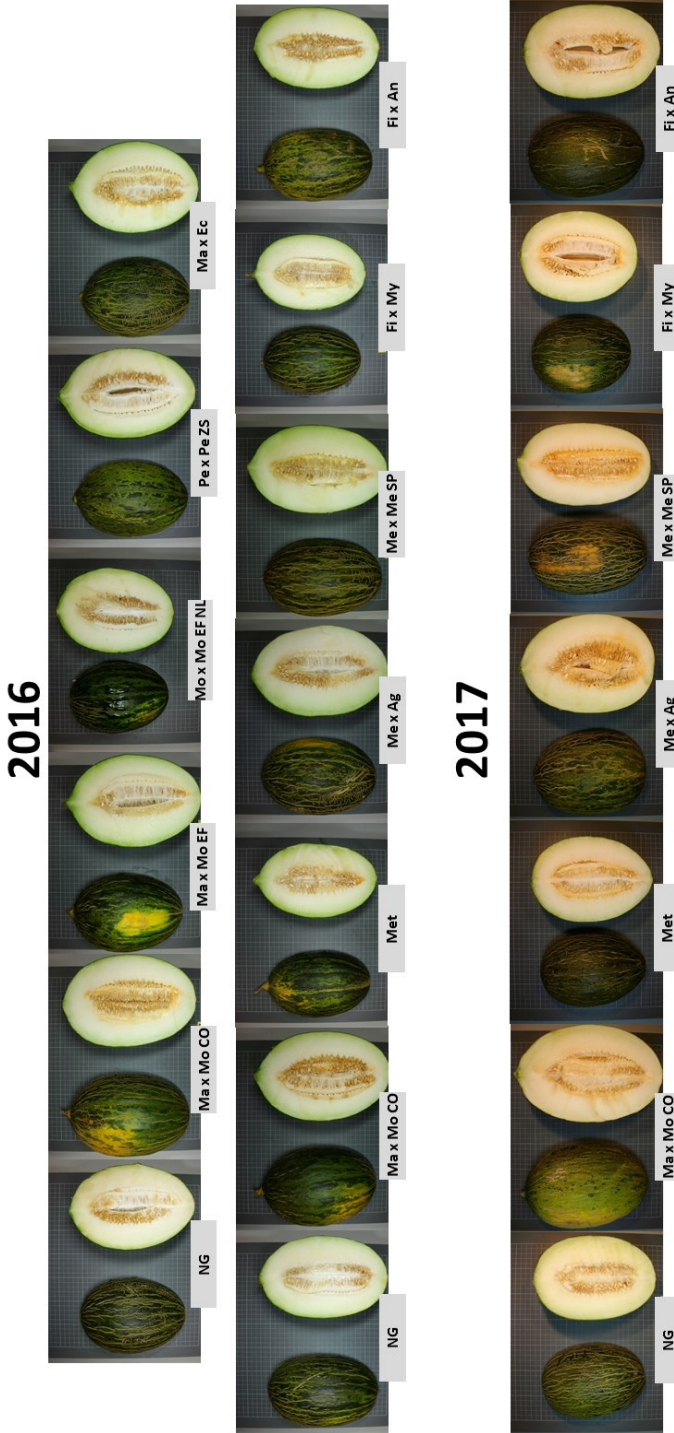 2016
NG
Ma x Mo CO
Ma x Mo EF
Mo x Mo EF NL
Pe x Pe ZS
Ma x Ec
NG
Ma x Mo CO
Met
Me x Ag
Me x Me SP
Fi x My
Fi x An
2017
NG
Ma x Mo CO
Met
Me x Ag
Me x Me SP
Fi x My
Fi x An